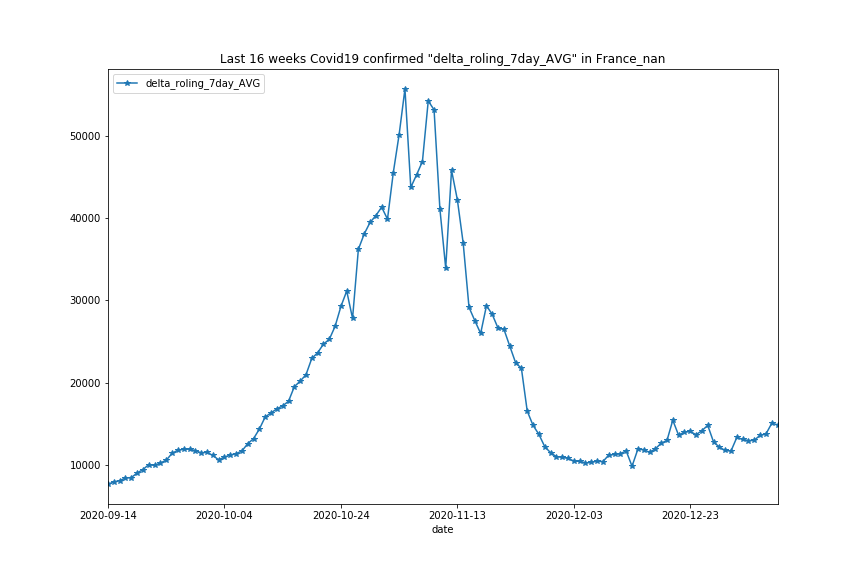 Last 16 weeks Covid19 confirmed "delta_roling_7day_AVG" in France_nan
delta_roling_7day_AVG
50000
40000
30000
20000
10000
2020-09-14 2020-10-04 2020-10-24 2020-11-13 2020-12-03 2020-12-23
date